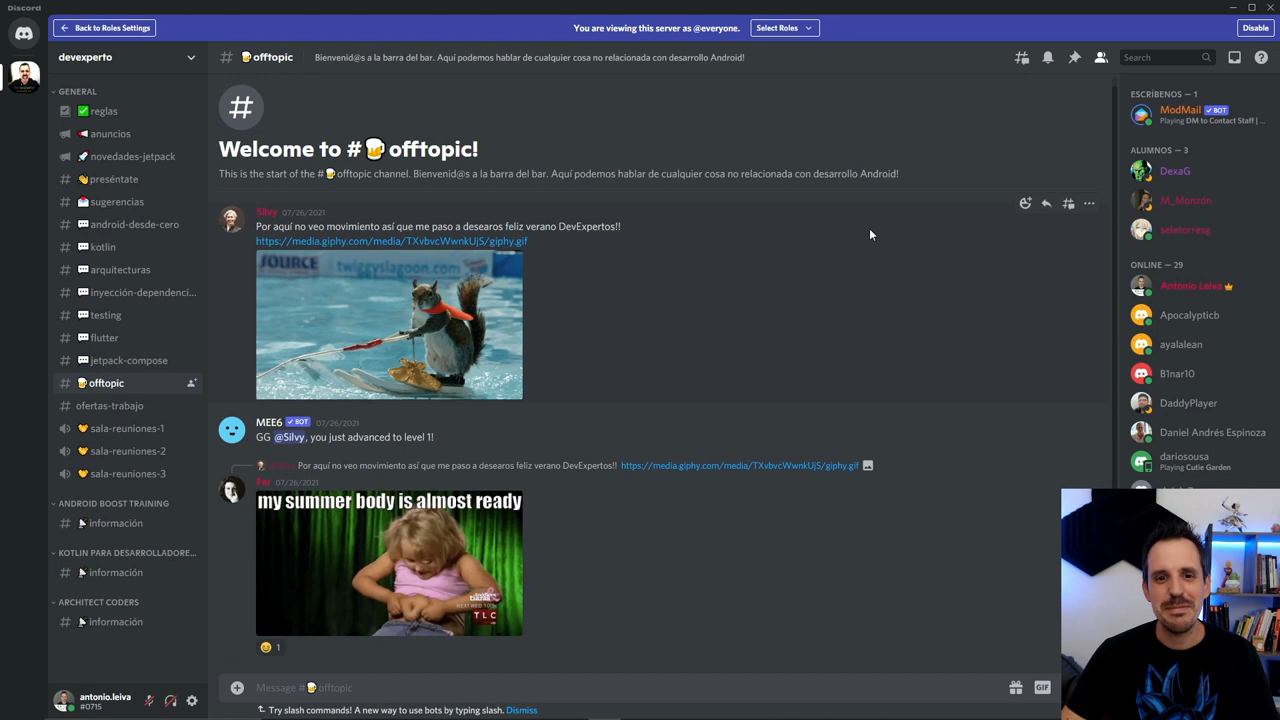 Discord
Back to Roles Settings
You are viewing this server as @everyone.
Select Roles
Disable
devexperto
offtopic
Bienvenid@s a la barra del bar. Aquí podemos hablar de cualquier cosa no relacionada con desarrollo Android!
Search
GENERAL
reglas
anuncios
novedades-jetpack
preséntate
sugerencias
android-desde-cero
kotlin
arquitecturas
inyección-dependenci...
testing
flutter
jetpack-compose
offtopic
ofertas-trabajo
sala-reuniones-1
sala-reuniones-2
sala-reuniones-3
ANDROID BOOST TRAINING
información
KOTLIN PARA DESARROLLADORE...
información
ARCHITECT CODERS
información
antonio.leiva
#0715
Welcome to #🍺offtopic!
This is the start of the #🍺offtopic channel. Bienvenid@s a la barra del bar. Aquí podemos hablar de cualquier cosa no relacionada con desarrollo Android!
Silvy 07/26/2021
Por aquí no veo movimiento así que me paso a desearos feliz verano DevExpertos!!
https://media.giphy.com/media/TXvbvcWwnkUjS/giphy.gif
SOURCE twiggyslagoon.com
MEE6 BOT 07/26/2021
GG @Silvy, you just advanced to level 1!
Por aquí no veo movimiento así que me paso a desearos feliz verano DevExpertos!! https://media.giphy.com/media/TXvbvcWwnkUjS/giphy.gif
Fer 07/26/2021
my summer body is almost ready
NEXT WED 10
TLC
1
Message #🍺offtopic
GIF
Try slash commands! A new way to use bots by typing slash. Dismiss
ESCRÍBENOS — 1
ModMail BOT
Playing DM to Contact Staff | ...
ALUMNOS — 3
DexaG
M_Monzón
seletorresg
ONLINE — 29
Antonio Leiva
Apocalypticb
ayalalean
B1nar10
DaddyPlayer
Daniel Andrés Espinoza
dariosousa
Playing Cutie Garden